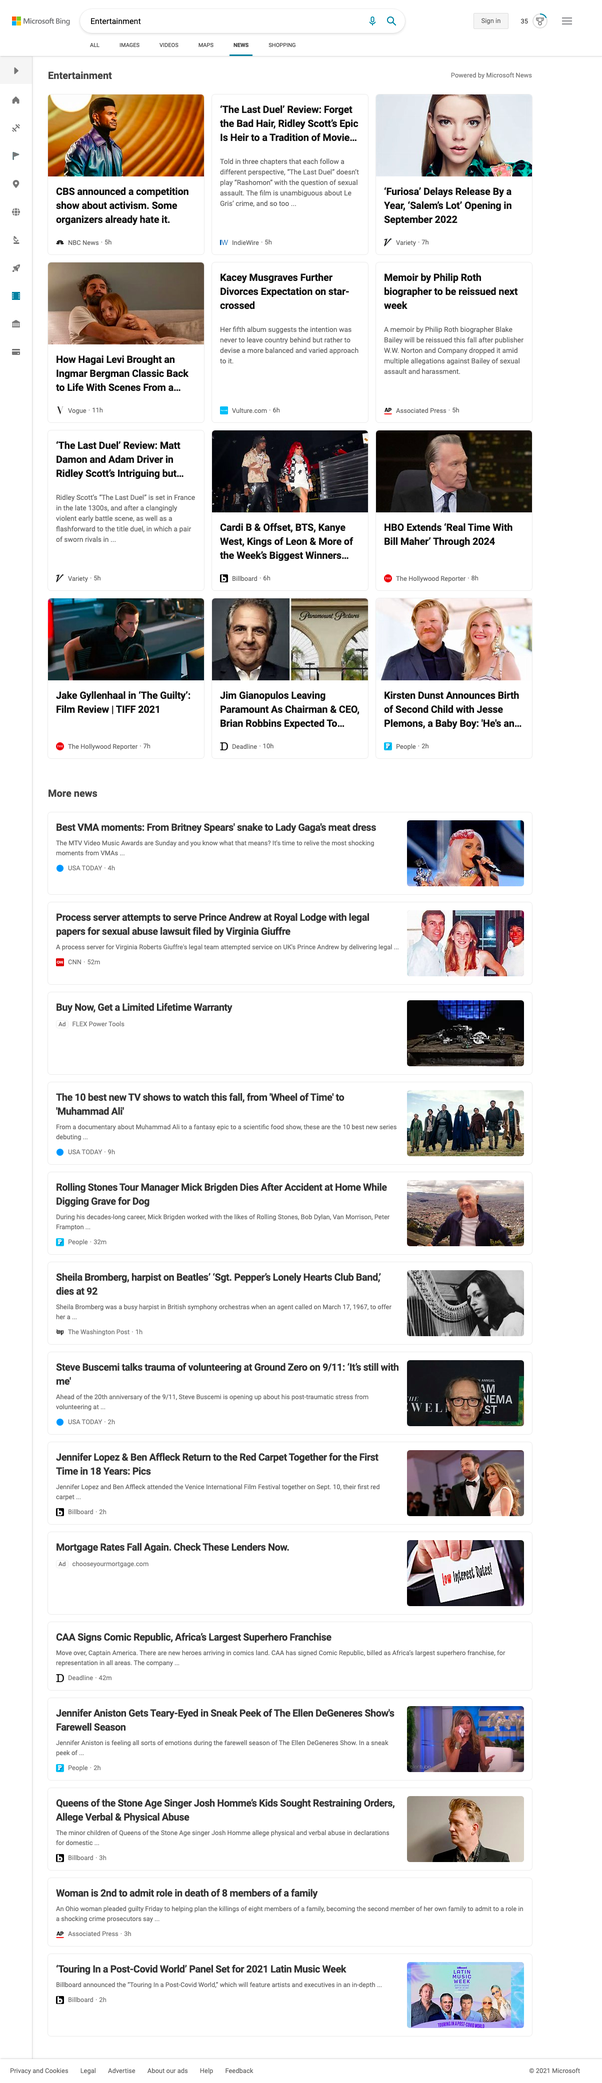 Microsoft Bing
Entertainment
Sign in
35
ALL
IMAGES
VIDEOS
MAPS
NEWS
SHOPPING
Entertainment
Powered by Microsoft News
CBS announced a competition
show about activism. Some
organizers already hate it.
NBC News · 5h
'The Last Duel' Review: Forget
the Bad Hair, Ridley Scott's Epic
Is Heir to a Tradition of Movie...
Told in three chapters that each follow a
different perspective, "The Last Duel" doesn't
play "Rashomon" with the question of sexual
assault. The film is unambiguous about Le
Gris' crime, and so too ...
IW IndieWire · 5h
'Furiosa' Delays Release By a
Year, 'Salem's Lot' Opening in
September 2022
Variety · 7h
How Hagai Levi Brought an
Ingmar Bergman Classic Back
to Life With Scenes From a...
Vogue · 11h
Kacey Musgraves Further
Divorces Expectation on star-
crossed
Her fifth album suggests the intention was
never to leave country behind but rather to
devise a more balanced and varied approach
to it.
Vulture.com · 6h
Memoir by Philip Roth
biographer to be reissued next
week
A memoir by Philip Roth biographer Blake
Bailey will be reissued this fall after publisher
W.W. Norton and Company dropped it amid
multiple allegations against Bailey of sexual
assault and harassment.
AP Associated Press · 5h
'The Last Duel' Review: Matt
Damon and Adam Driver in
Ridley Scott's Intriguing but...
Ridley Scott's "The Last Duel" is set in France
in the late 1300s, and after a clangingly
violent early battle scene, as well as a
flashforward to the title duel, in which a pair
of sworn rivals in ...
Variety · 5h
Cardi B & Offset, BTS, Kanye
West, Kings of Leon & More of
the Week's Biggest Winners...
Billboard · 6h
HBO Extends 'Real Time With
Bill Maher' Through 2024
The Hollywood Reporter · 8h
Jake Gyllenhaal in 'The Guilty':
Film Review | TIFF 2021
The Hollywood Reporter · 7h
Paramount Pictures
Jim Gianopulos Leaving
Paramount As Chairman & CEO,
Brian Robbins Expected To...
Deadline · 10h
Kirsten Dunst Announces Birth
of Second Child with Jesse
Plemons, a Baby Boy: 'He's an...
People · 2h
More news
Best VMA moments: From Britney Spears' snake to Lady Gaga's meat dress
The MTV Video Music Awards are Sunday and you know what that means? It's time to relive the most shocking
moments from VMAs ...
USA TODAY · 4h
Process server attempts to serve Prince Andrew at Royal Lodge with legal
papers for sexual abuse lawsuit filed by Virginia Giuffre
A process server for Virginia Roberts Giuffre's legal team attempted service on UK's Prince Andrew by delivering legal ...
CNN · 52m
Buy Now, Get a Limited Lifetime Warranty
Ad FLEX Power Tools
The 10 best new TV shows to watch this fall, from 'Wheel of Time' to
'Muhammad Ali'
From a documentary about Muhammad Ali to a fantasy epic to a scientific food show, these are the 10 best new series
debuting ...
USA TODAY · 9h
Rolling Stones Tour Manager Mick Brigden Dies After Accident at Home While
Digging Grave for Dog
During his decades-long career, Mick Brigden worked with the likes of Rolling Stones, Bob Dylan, Van Morrison, Peter
Frampton ...
People · 32m
Sheila Bromberg, harpist on Beatles' 'Sgt. Pepper's Lonely Hearts Club Band,'
dies at 92
Sheila Bromberg was a busy harpist in British symphony orchestras when an agent called on March 17, 1967, to offer
her a ...
wp The Washington Post · 1h
Steve Buscemi talks trauma of volunteering at Ground Zero on 9/11: 'It's still with
me'
Ahead of the 20th anniversary of the 9/11, Steve Buscemi is opening up about his post-traumatic stress from
volunteering at ...
USA TODAY · 2h
Jennifer Lopez & Ben Affleck Return to the Red Carpet Together for the First
Time in 18 Years: Pics
Jennifer Lopez and Ben Affleck attended the Venice International Film Festival together on Sept. 10, their first red
carpet ...
Billboard · 2h
Mortgage Rates Fall Again. Check These Lenders Now.
Ad chooseyourmortgage.com
Low Interest Rates!
CAA Signs Comic Republic, Africa's Largest Superhero Franchise
Move over, Captain America. There are new heroes arriving in comics land. CAA has signed Comic Republic, billed as Africa's largest superhero franchise, for
representation in all areas. The company ...
Deadline · 42m
Jennifer Aniston Gets Teary-Eyed in Sneak Peek of The Ellen DeGeneres Show's
Farewell Season
Jennifer Aniston is feeling all sorts of emotions during the farewell season of The Ellen DeGeneres Show. In a sneak
peek of ...
People · 2h
Queens of the Stone Age Singer Josh Homme's Kids Sought Restraining Orders,
Allege Verbal & Physical Abuse
The minor children of Queens of the Stone Age singer Josh Homme allege physical and verbal abuse in declarations
for domestic ...
Billboard · 3h
Woman is 2nd to admit role in death of 8 members of a family
An Ohio woman pleaded guilty Friday to helping plan the killings of eight members of a family, becoming the second member of her own family to admit to a role in
a shocking crime prosecutors say ...
AP Associated Press · 3h
'Touring In a Post-Covid World' Panel Set for 2021 Latin Music Week
Billboard announced the "Touring In a Post-Covid World," which will feature artists and executives in an in-depth ...
Billboard · 2h
LATIN
MUSIC
WEEK
TOURING IN A POST-COVID WORLD
Privacy and Cookies
Legal
Advertise
About our ads
Help
Feedback
© 2021 Microsoft